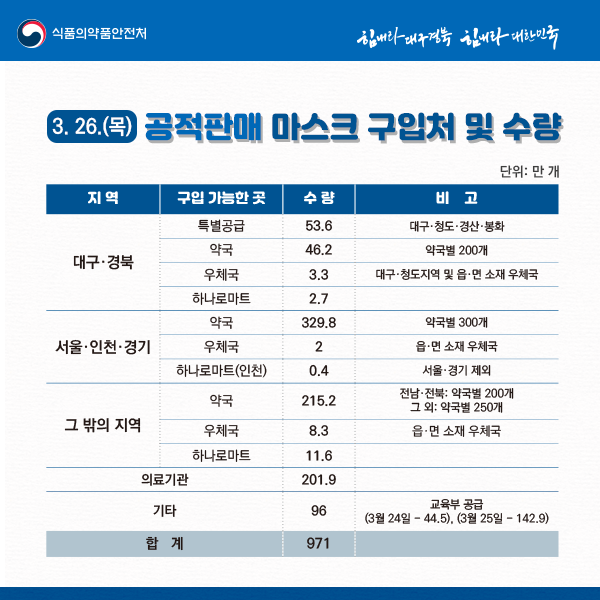 식품의약품안전처
힘내라 대구경북 힘내라 대한민국
3. 26.(목) 공적판매 마스크 구입처 및 수량
단위: 만 개
지 역 구입 가능한 곳 수 량 비 고
대구·경북
특별공급 53.6 대구·청도·경산·봉화
약국 46.2 약국별 200개
우체국 3.3 대구·청도지역 및 읍·면 소재 우체국
하나로마트 2.7
서울·인천·경기
약국 329.8 약국별 300개
우체국 2 읍·면 소재 우체국
하나로마트(인천) 0.4 서울·경기 제외
그 밖의 지역
약국 215.2 전남·전북: 약국별 200개
그 외: 약국별 250개
우체국 8.3 읍·면 소재 우체국
하나로마트 11.6
의료기관 201.9
기타 96 교육부 공급
(3월 24일 - 44.5), (3월 25일 - 142.9)
합 계 971